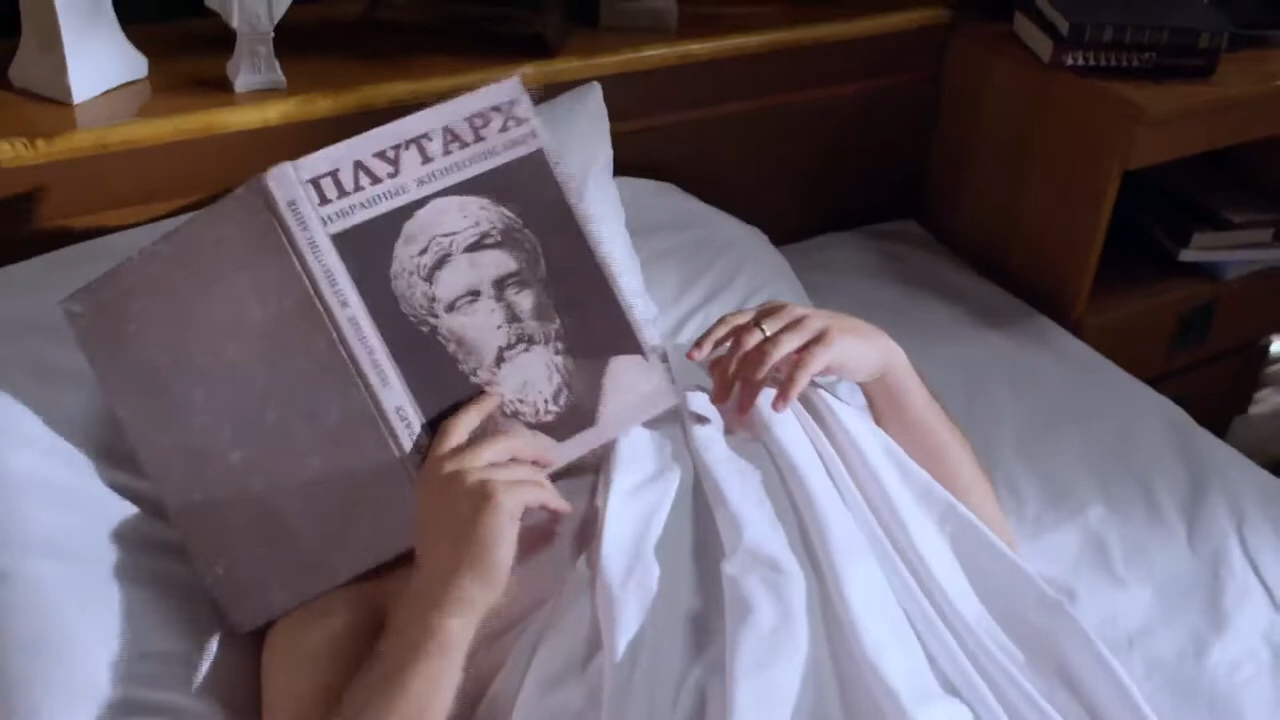 ПЛУТАРХ
ИЗБРАННЫЕ ЖИЗНЕОПИСАНИЯ